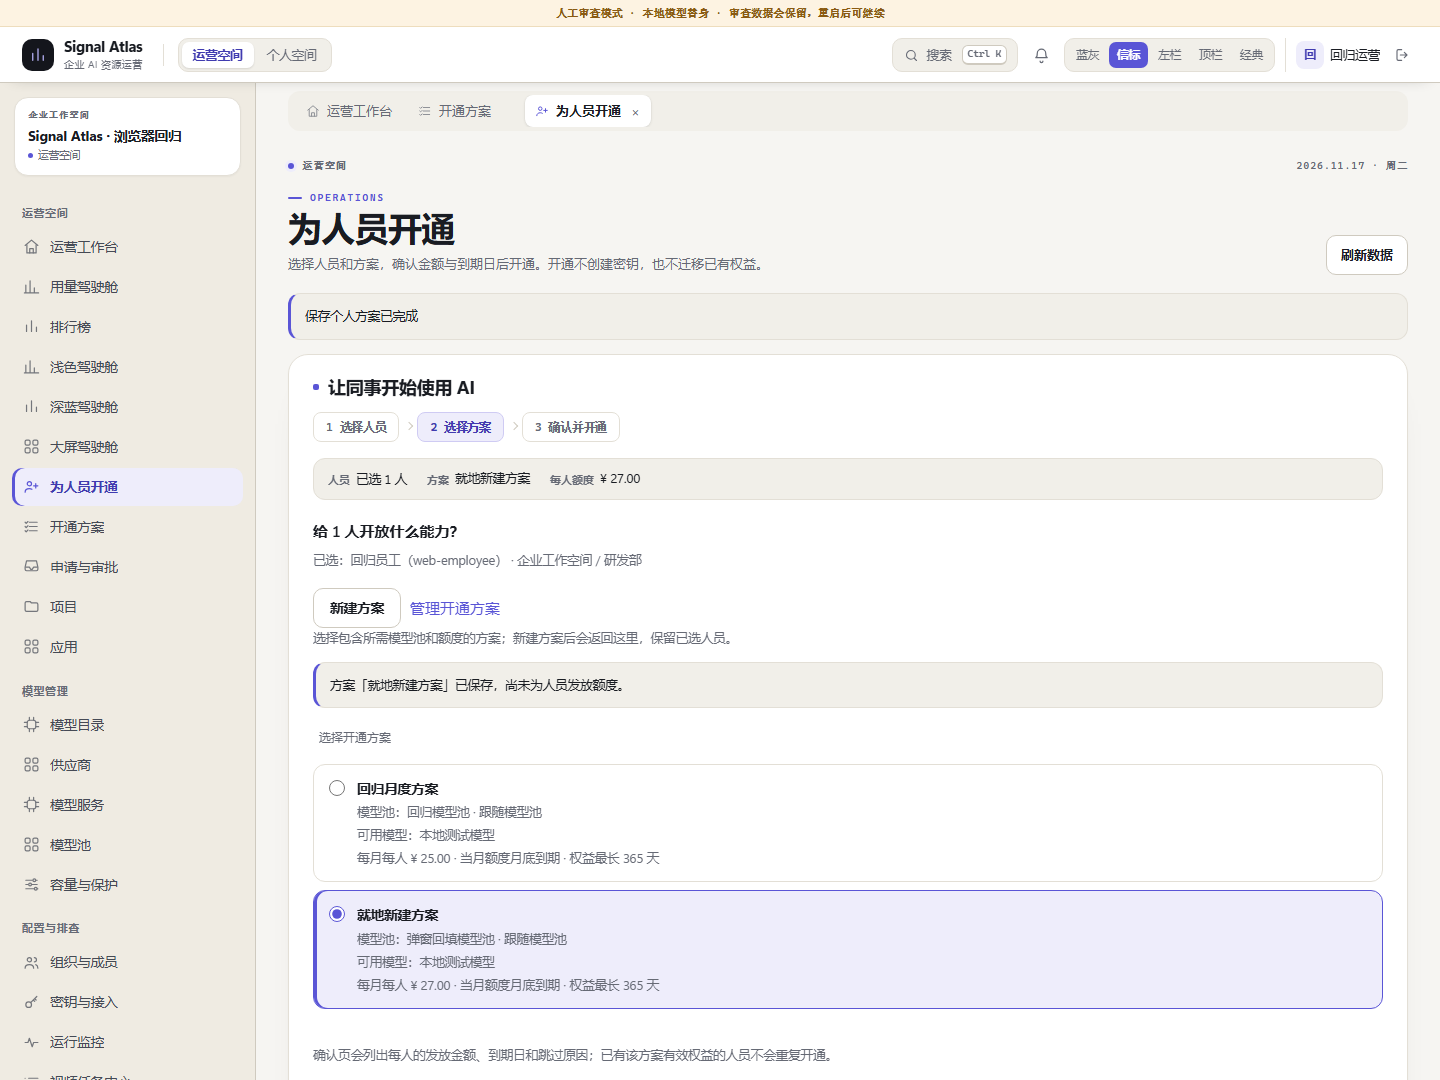 人工审查模式 · 本地模型替身 · 审查数据会保留，重启后可继续
Signal Atlas
企业 AI 资源运营
运营空间
个人空间
搜索
Ctrl K
蓝灰
信标
左栏
顶栏
经典
回
回归运营
企业工作空间
Signal Atlas · 浏览器回归
运营空间
运营空间
运营工作台
用量驾驶舱
排行榜
浅色驾驶舱
深蓝驾驶舱
大屏驾驶舱
为人员开通
开通方案
申请与审批
项目
应用
模型管理
模型目录
供应商
模型服务
模型池
容量与保护
配置与排查
组织与成员
密钥与接入
运行监控
运营工作台
开通方案
为人员开通
×
运营空间
2026.11.17 · 周二
OPERATIONS
为人员开通
选择人员和方案，确认金额与到期日后开通。开通不创建密钥，也不迁移已有权益。
刷新数据
保存个人方案已完成
让同事开始使用 AI
1 选择人员
2 选择方案
3 确认并开通
人员 已选 1 人 方案 就地新建方案 每人额度 ¥ 27.00
给 1 人开放什么能力？
已选：回归员工（web-employee） · 企业工作空间 / 研发部
新建方案
管理开通方案
选择包含所需模型池和额度的方案；新建方案后会返回这里，保留已选人员。
方案「就地新建方案」已保存，尚未为人员发放额度。
选择开通方案
回归月度方案
模型池：回归模型池 · 跟随模型池
可用模型：本地测试模型
每月每人 ¥ 25.00 · 当月额度月底到期 · 权益最长 365 天
就地新建方案
模型池：弹窗回填模型池 · 跟随模型池
可用模型：本地测试模型
每月每人 ¥ 27.00 · 当月额度月底到期 · 权益最长 365 天
确认页会列出每人的发放金额、到期日和跳过原因；已有该方案有效权益的人员不会重复开通。